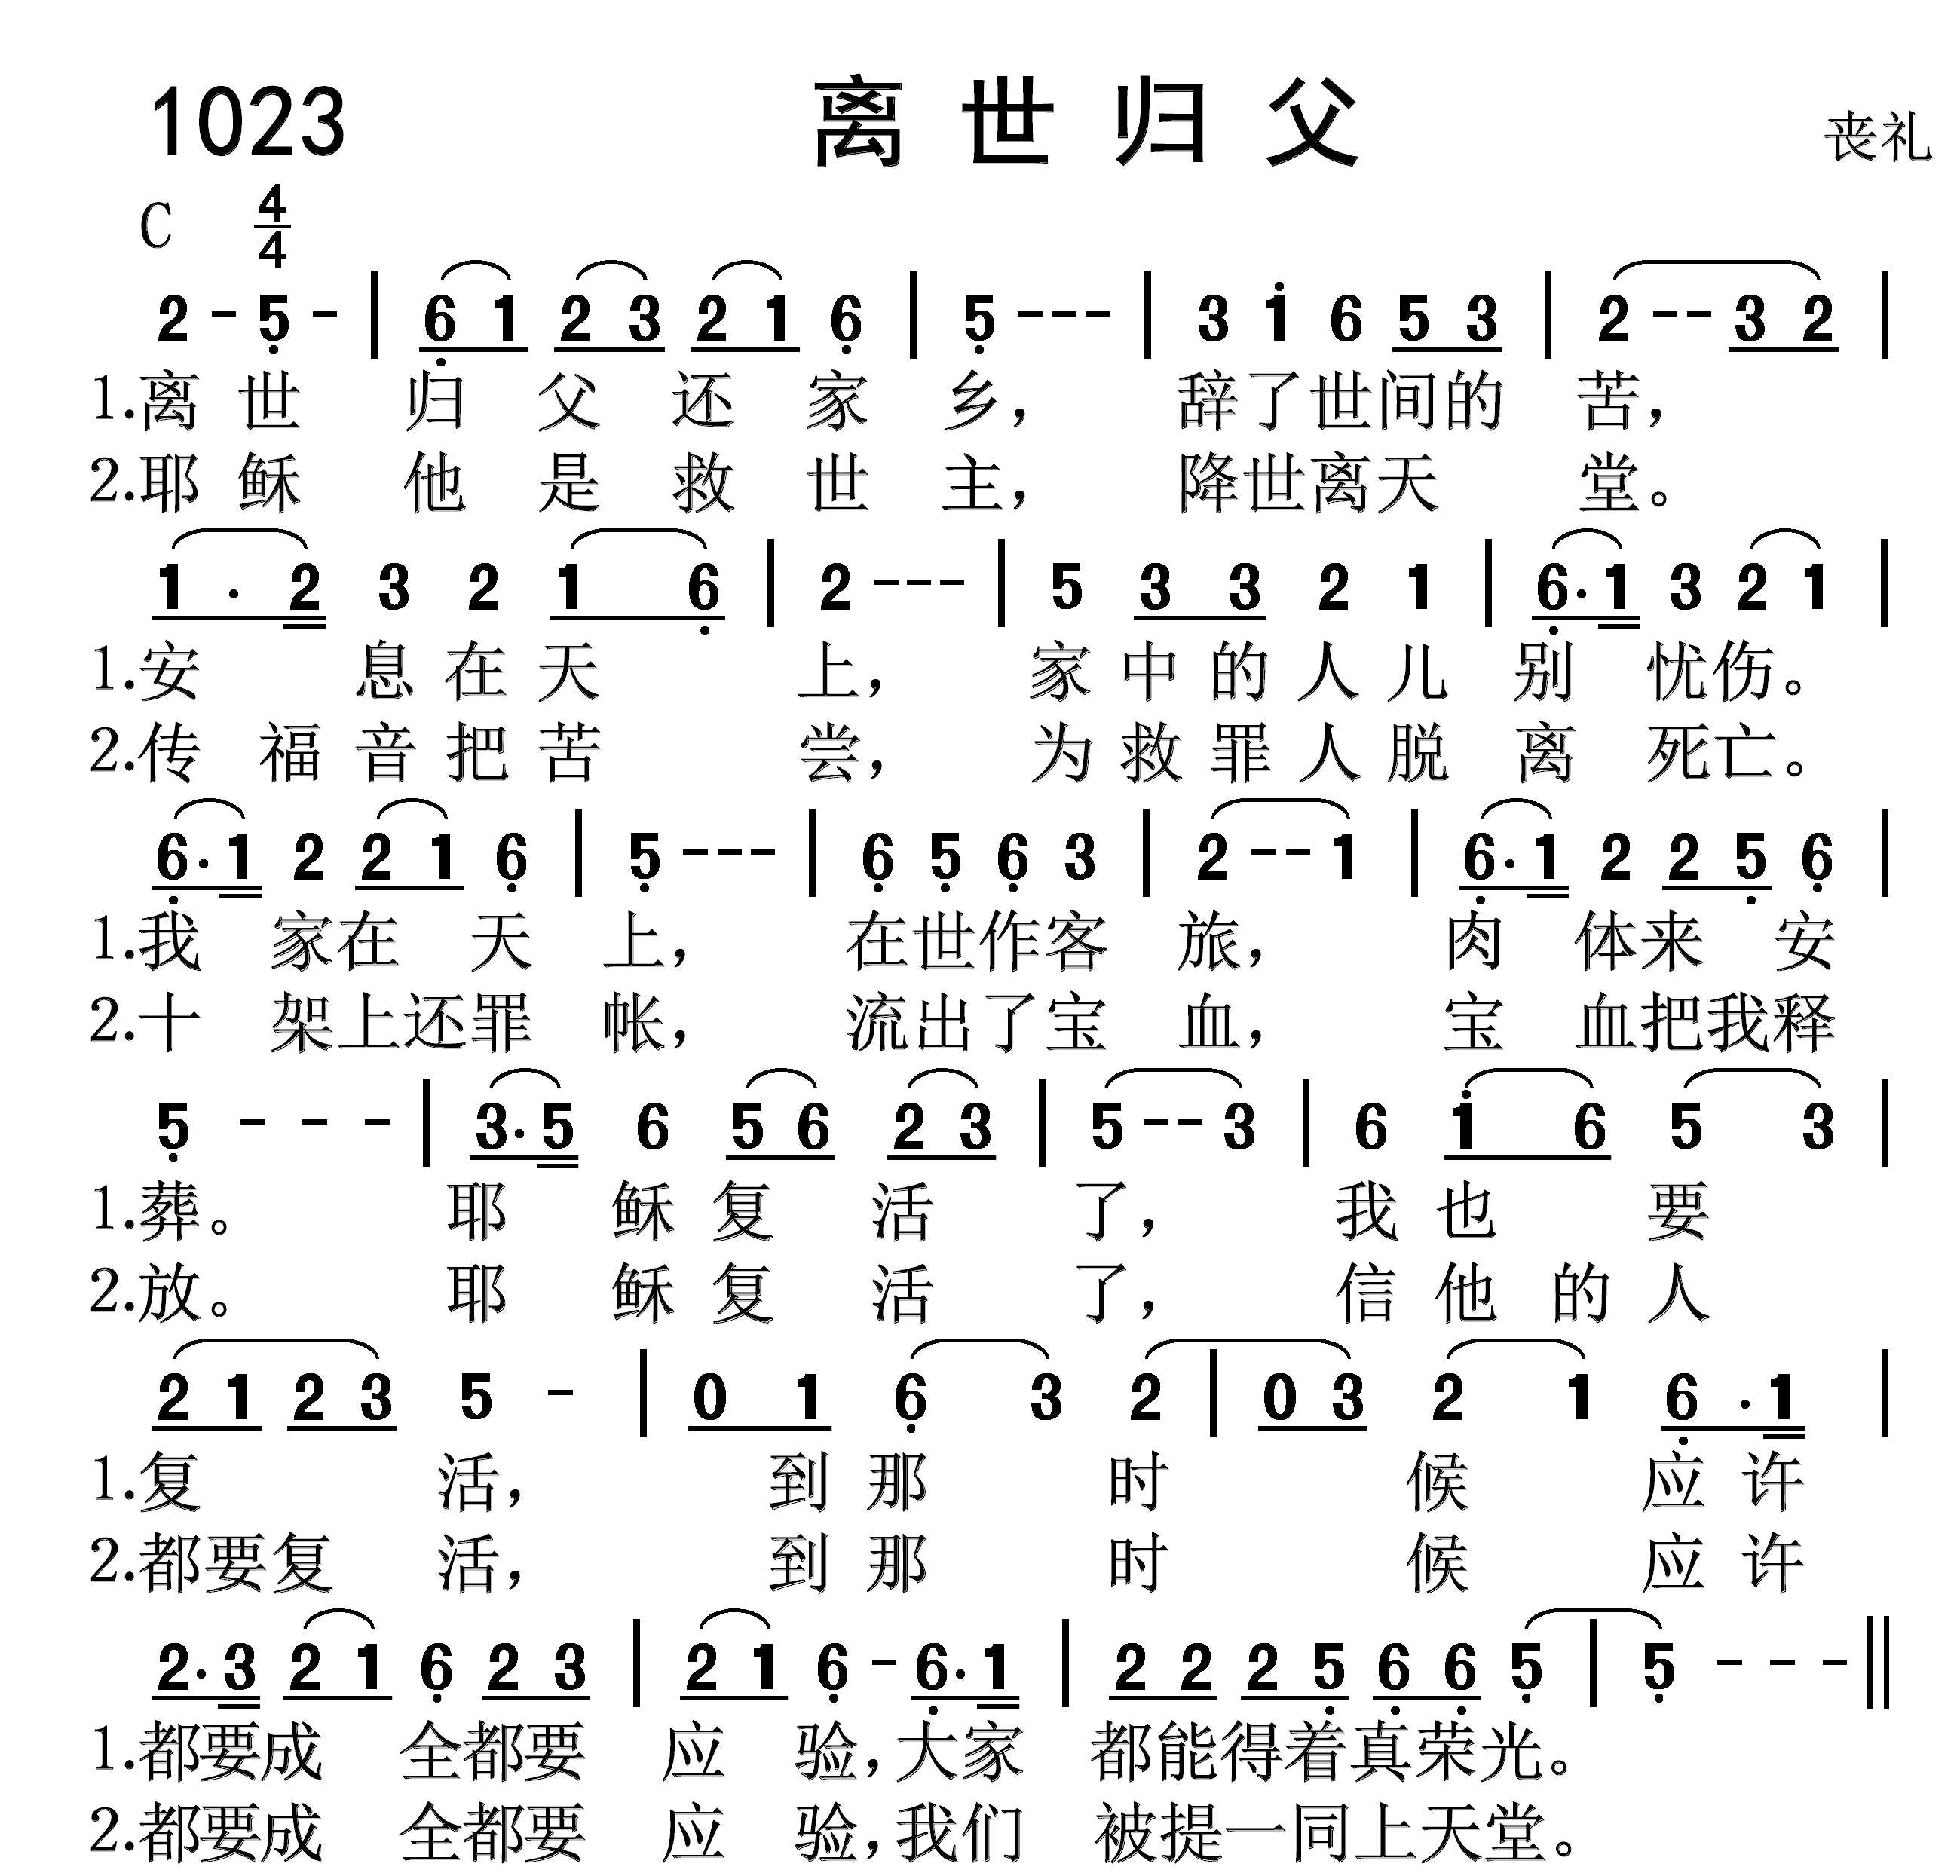 1023 离世归父 丧礼
C 4/4
2 - 5 - | 6 1 2 3 2 1 6 | 5 - - - | 3 i 6 5 3 | 2 - - 3 2 |
1.离世归父还家乡，辞了世间的苦，
2.耶稣他是救世主，降世离天堂。
1 . 2 3 2 1 6 | 2 - - - | 5 3 3 2 1 | 6 . 1 3 2 1 |
1.安息在天上，家中的人儿别忧伤。
2.传福音把苦尝，为救罪人脱离死亡。
6 . 1 2 2 1 6 | 5 - - - | 6 5 6 3 | 2 - - 1 | 6 . 1 2 2 5 6 |
1.我家在天上，在世作客旅，肉体来安
2.十架上还罪帐，流出了宝血，宝血把我释
5 - - - | 3 . 5 6 5 6 2 3 | 5 - - 3 | 6 i 6 5 3 |
1.葬。耶稣复活了，我也要
2.放。耶稣复活了，信他的人
2 1 2 3 5 - | 0 1 6 3 2 | 0 3 2 1 6 . 1 |
1.复活，到那时候应许
2.都要复活，到那时候应许
2 . 3 2 1 6 2 3 | 2 1 6 - 6 . 1 | 2 2 2 5 6 6 5 | 5 - - - ||
1.都要成全都要应验，大家都能得着真荣光。
2.都要成全都要应验，我们被提一同上天堂。